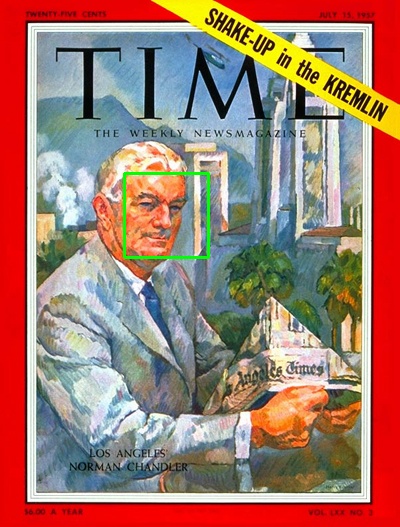 TWENTY-FIVE CENTS
JULY 15, 1957
SHAKE-UP in the KREMLIN
TIME
THE WEEKLY NEWSMAGAZINE
Los Angeles Times
LOS ANGELES'
NORMAN CHANDLER
$6.00 A YEAR
VOL. LXX NO. 3